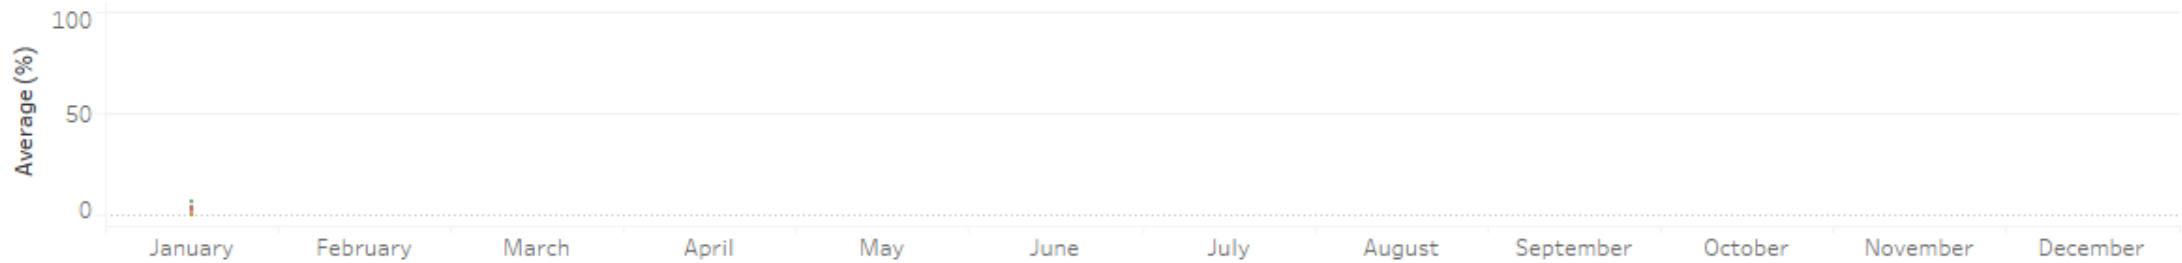 100
Average (%)
50
0
January February March April May June July August September October November December